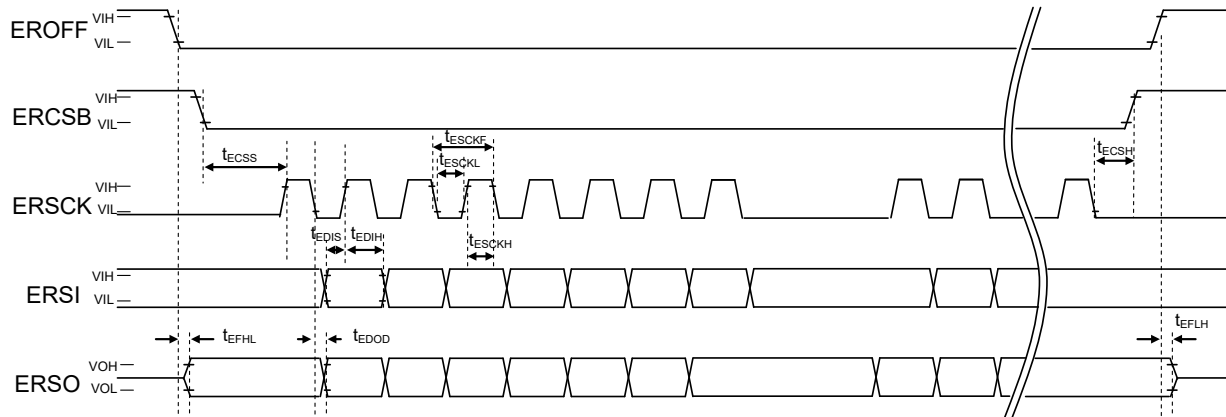 EROFF
VIH
VIL
ERCSB
VIH
VIL
tECSS
tESCKF
tESCKL
tECSH
ERSCK
VIH
VIL
tEDIS
tEDIH
tESCKH
ERSI
VIH
VIL
tEFHL
tEDOD
tEFLH
ERSO
VOH
VOL